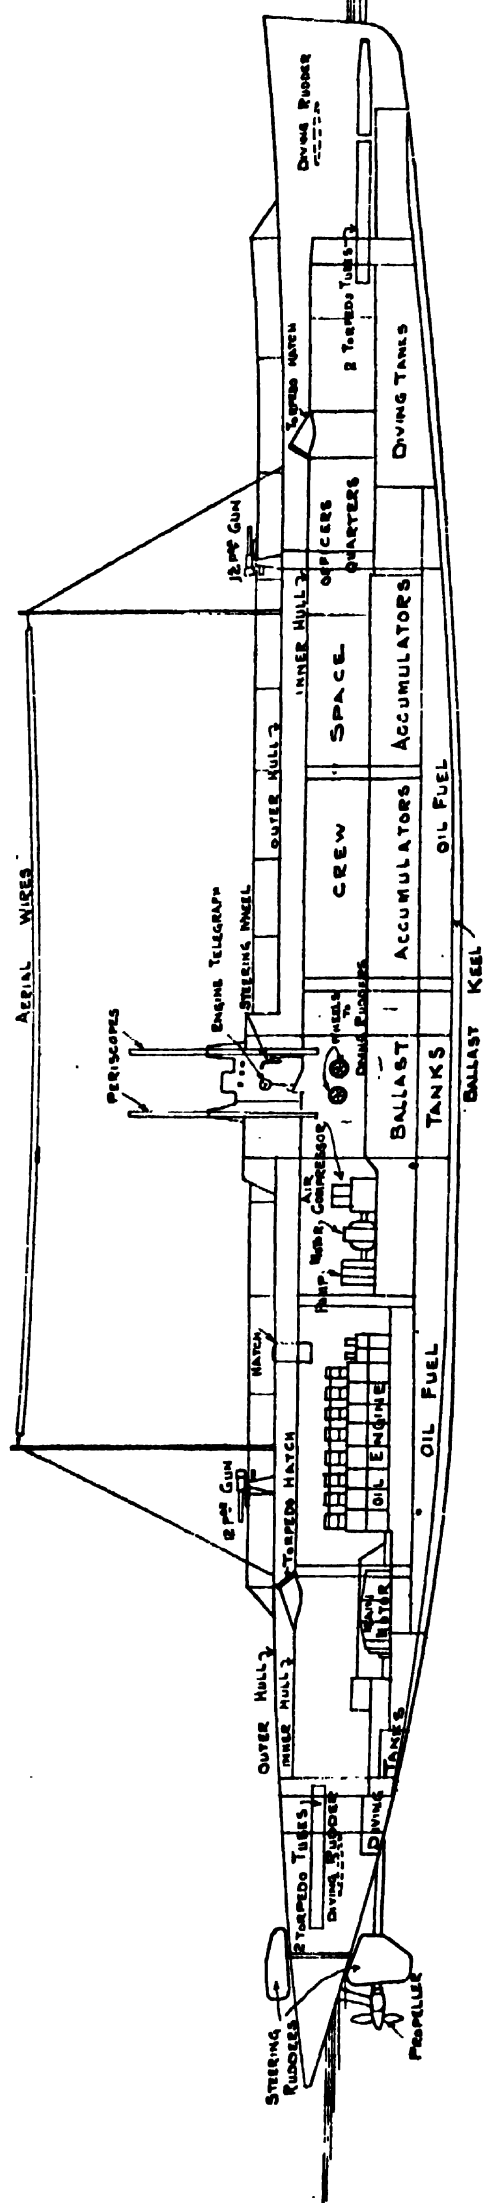 AERIAL WIRES
PERISCOPES
ENGINE TELEGRAPH
STEERING WHEEL
12 PDR GUN
12 PDR GUN
HATCH
OUTER HULL
OUTER HULL
INNER HULL
INNER HULL
TORPEDO HATCH
TORPEDO HATCH
DIVING RUDDER
2 TORPEDO TUBES
DIVING TANKS
OFFICERS
QUARTERS
CREW SPACE
ACCUMULATORS
ACCUMULATORS
OIL FUEL
WHEELS
TO
DIVING RUDDERS
BALLAST
TANKS
BALLAST KEEL
AIR
COMPRESSOR
MOTOR
PUMP
OIL ENGINE
OIL FUEL
MAIN
MOTOR
DIVING TANKS
2 TORPEDO TUBES
DIVING RUDDER
STEERING
RUDDERS
PROPELLER